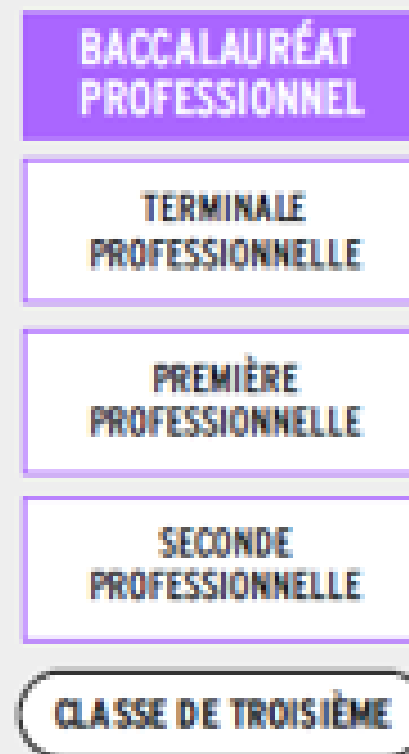 BACCALAURÉAT
PROFESSIONNEL
TERMINALE
PROFESSIONNELLE
PREMIÈRE
PROFESSIONNELLE
SECONDE
PROFESSIONNELLE
CLASSE DE TROISIÈME